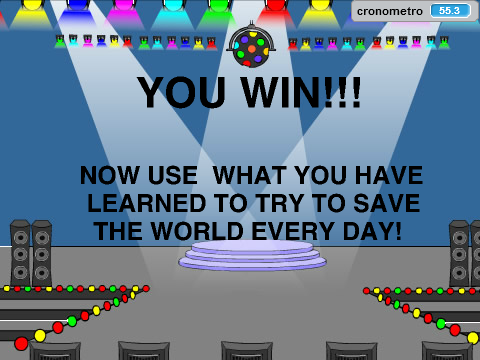 cronometro 55.3
YOU WIN!!!
NOW USE WHAT YOU HAVE
LEARNED TO TRY TO SAVE
THE WORLD EVERY DAY!